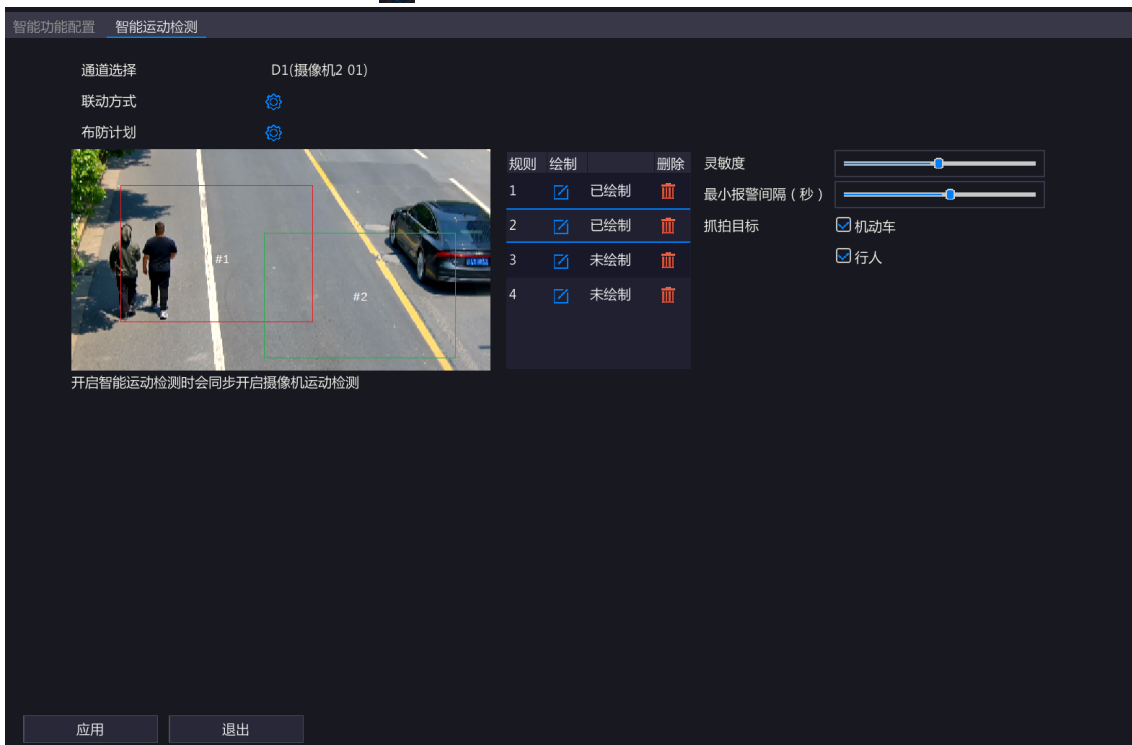 智能功能配置 智能运动检测
通道选择 D1(摄像机2 01)
联动方式
布防计划
#1
#2
开启智能运动检测时会同步开启摄像机运动检测
规则 绘制 删除
1 已绘制
2 已绘制
3 未绘制
4 未绘制
灵敏度
最小报警间隔(秒)
抓拍目标 机动车
行人
应用 退出